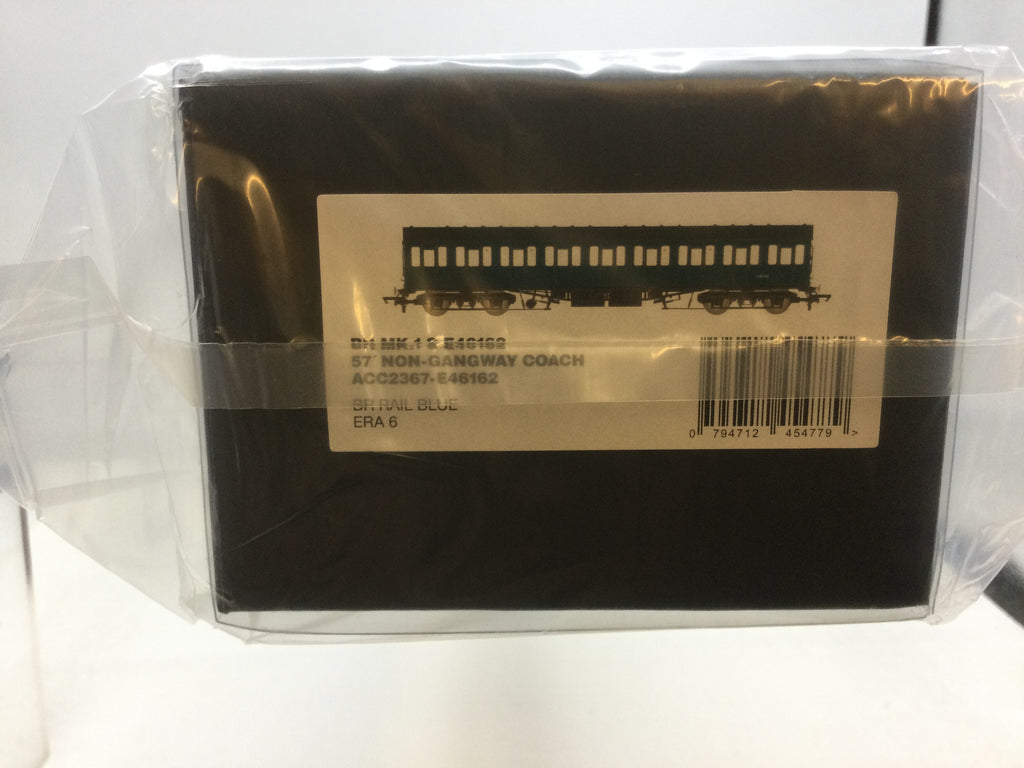 BR MK.1 S E46162
57' NON-GANGWAY COACH
ACC2367-E46162
BR RAIL BLUE
ERA 6
0 794712 454779 >